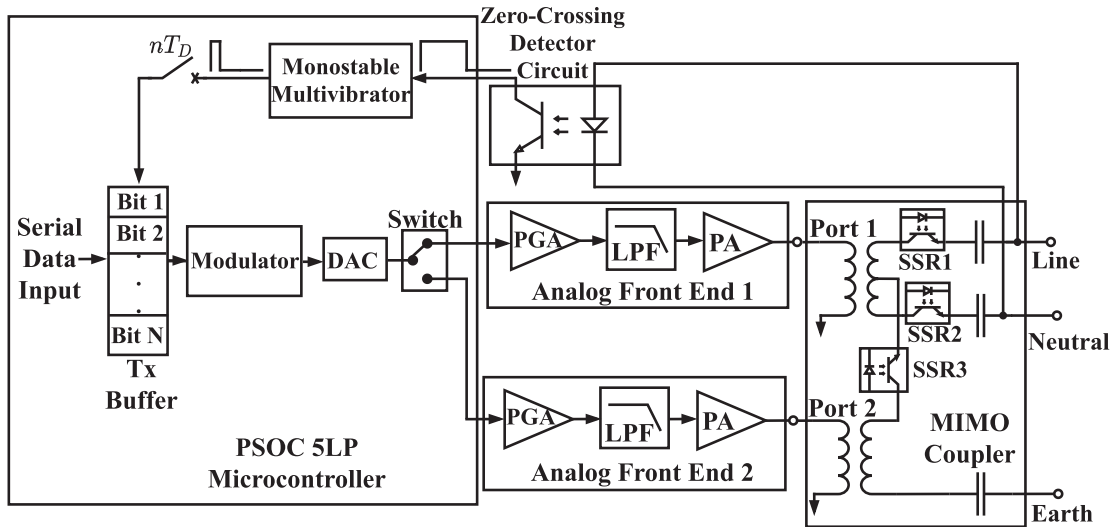 Zero-Crossing
Detector
Circuit
nT_D
Monostable
Multivibrator
Bit 1
Bit 2
Bit N
Serial
Data
Input
Tx
Buffer
Modulator
DAC
Switch
PGA
LPF
PA
Analog Front End 1
PGA
LPF
PA
Analog Front End 2
PSOC 5LP
Microcontroller
Port 1
SSR1
Line
SSR2
Neutral
SSR3
Port 2
MIMO
Coupler
Earth